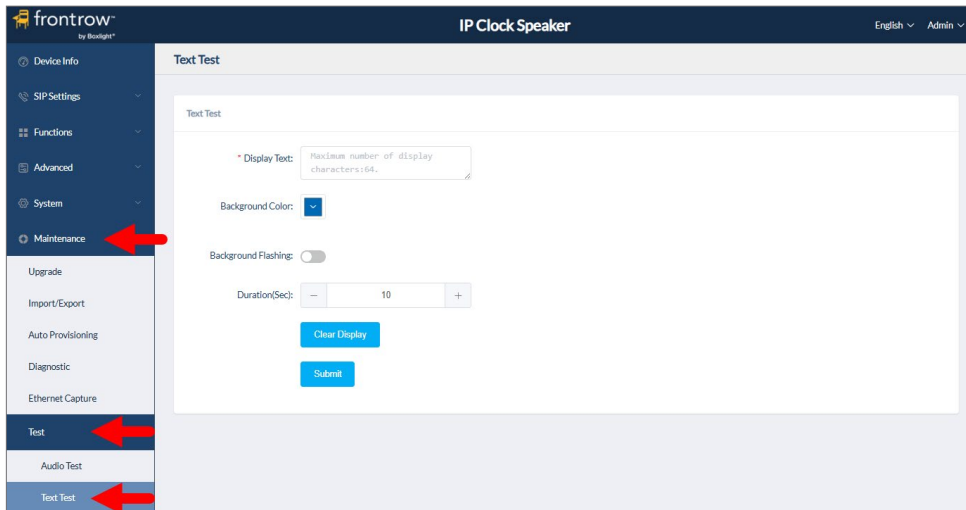 frontrow
by Boxlight
IP Clock Speaker
English
Admin
Device Info
SIP Settings
Functions
Advanced
System
Maintenance
Upgrade
Import/Export
Auto Provisioning
Diagnostic
Ethernet Capture
Test
Audio Test
Text Test
Text Test
Text Test
* Display Text:
Maximum number of display
characters:64.
Background Color:
Background Flashing:
Duration(Sec):
− 10 +
Clear Display
Submit